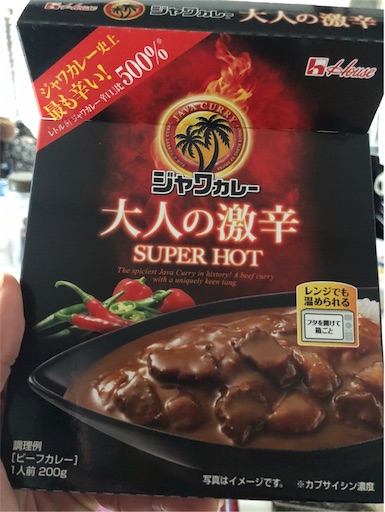 ジャワカレー 大人の激辛
House
ジャワカレー史上
最も辛い!
レトルトジャワカレー辛口比500%※
House
JAVA CURRY
ジャワカレー
大人の激辛
SUPER HOT
The spiciest Java Curry in history! A beef curry
with a uniquely keen tang.
レンジでも
温められる
フタを開けて
箱ごと
調理例
[ビーフカレー]
1人前 200g
写真はイメージです。 ※カプサイシン濃度